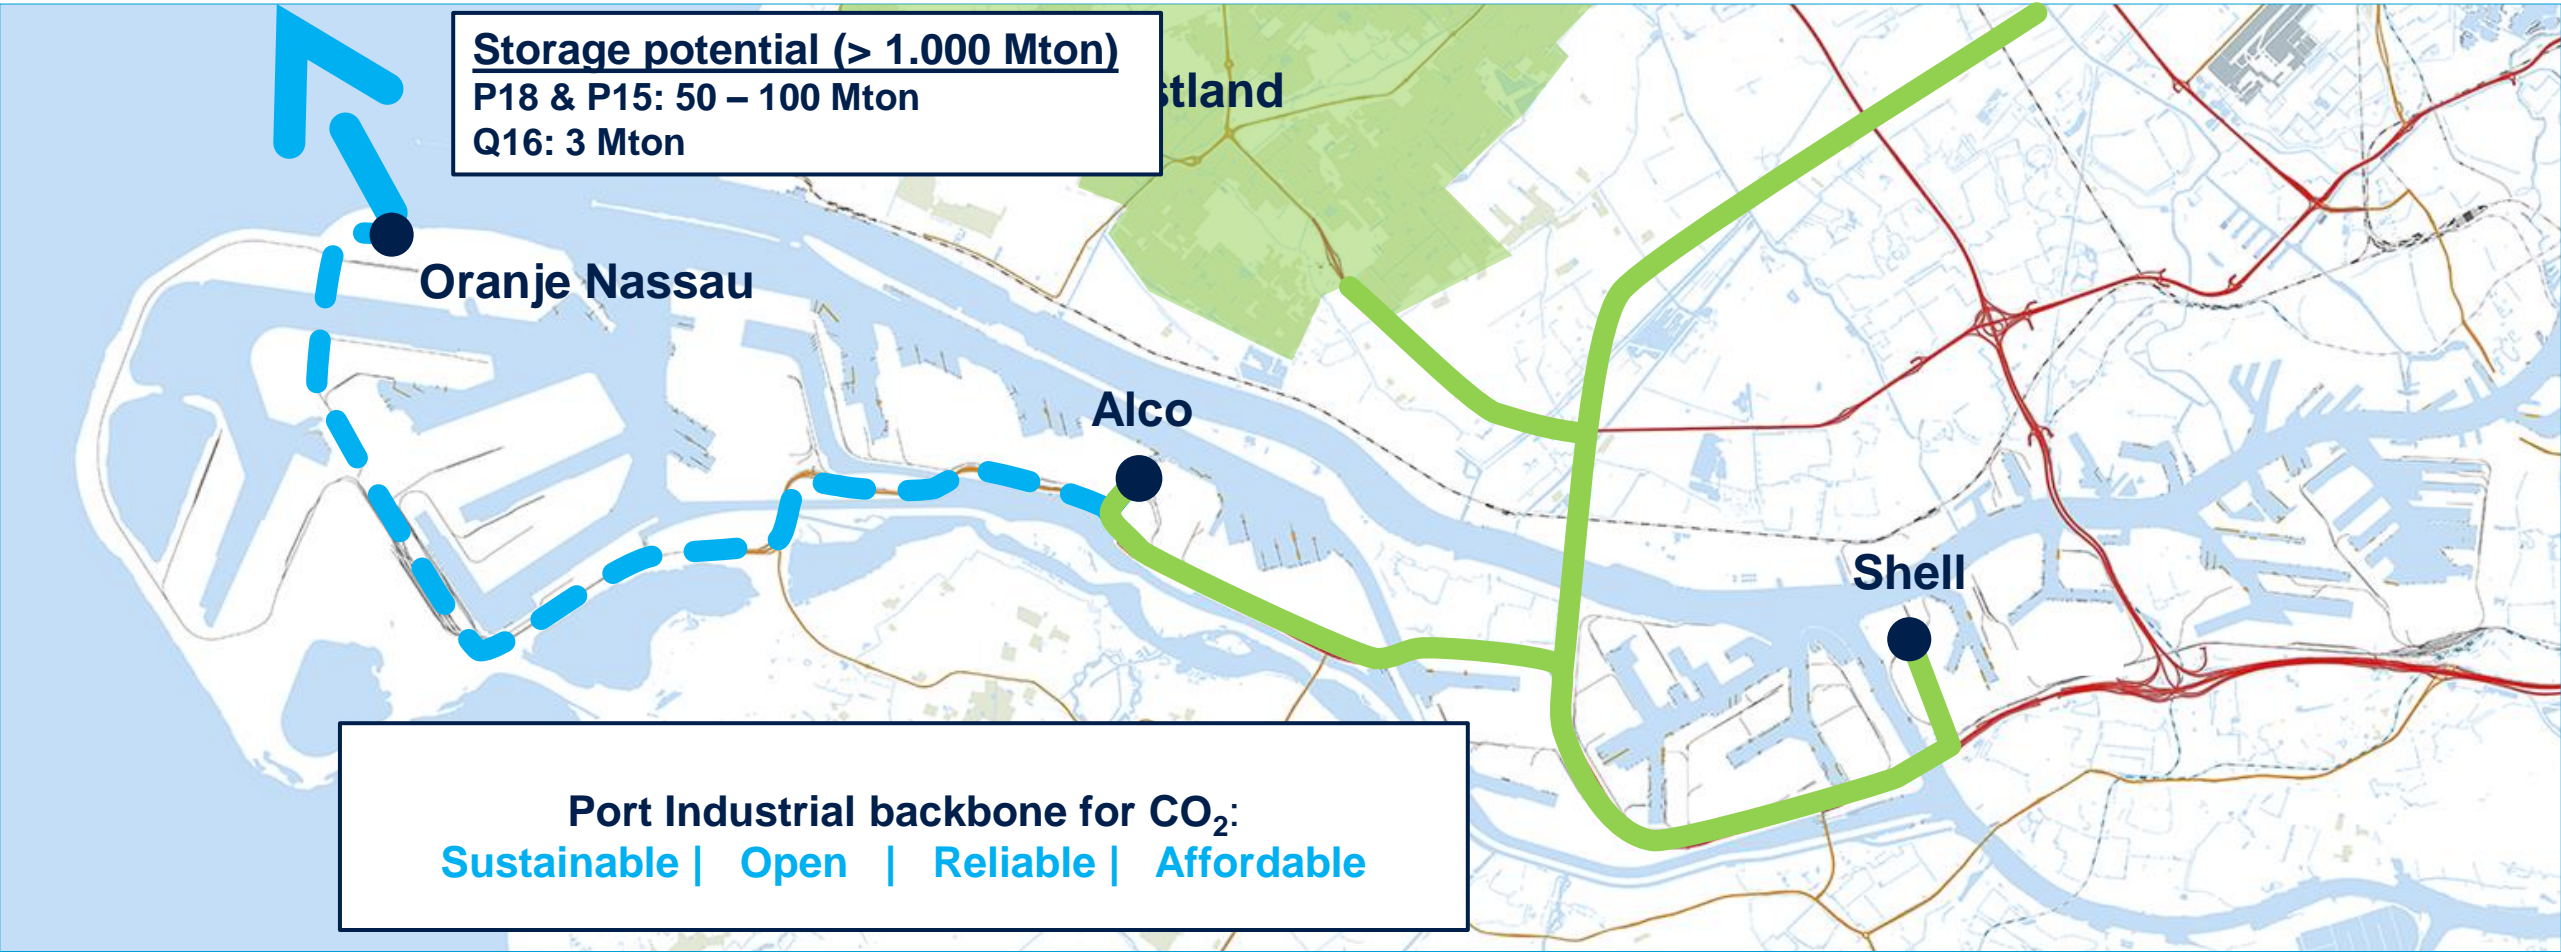 Storage potential (> 1.000 Mton)
P18 & P15: 50 – 100 Mton
Q16: 3 Mton
stland
Oranje Nassau
Alco
Shell
Port Industrial backbone for CO₂:
Sustainable | Open | Reliable | Affordable